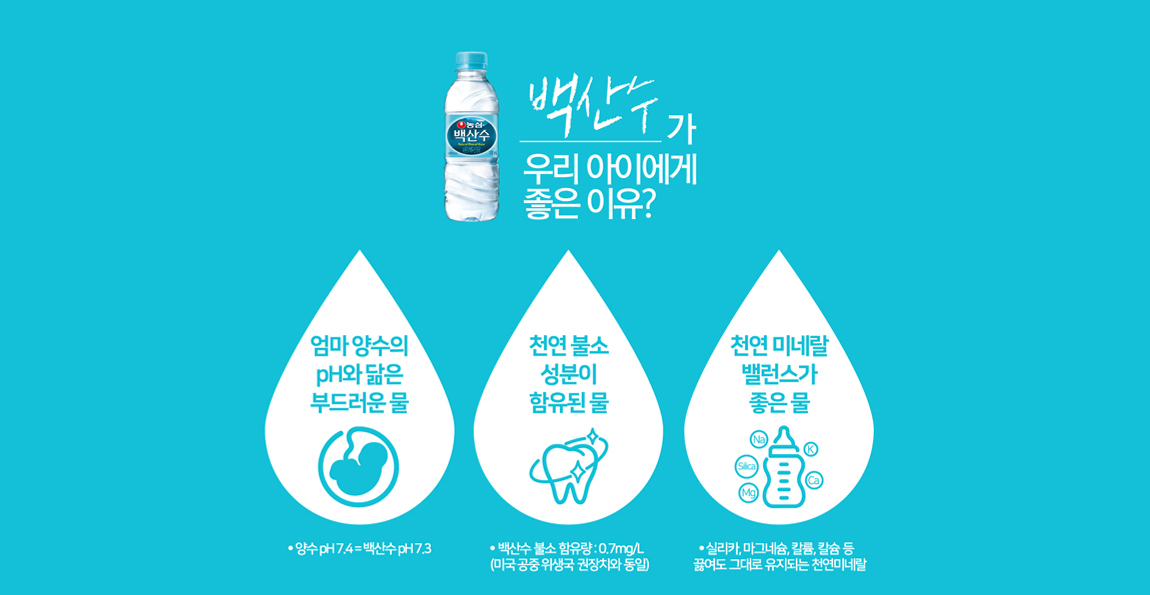 백산수가
우리 아이에게
좋은 이유?
농심
백산수
엄마 양수의
pH와 닮은
부드러운 물
천연 불소
성분이
함유된 물
천연 미네랄
밸런스가
좋은 물
Na
K
Silica
Ca
Mg
• 양수 pH 7.4 = 백산수 pH 7.3
• 백산수 불소 함유량 : 0.7mg/L
(미국 공중 위생국 권장치와 동일)
• 실리카, 마그네슘, 칼륨, 칼슘 등
끓여도 그대로 유지되는 천연미네랄